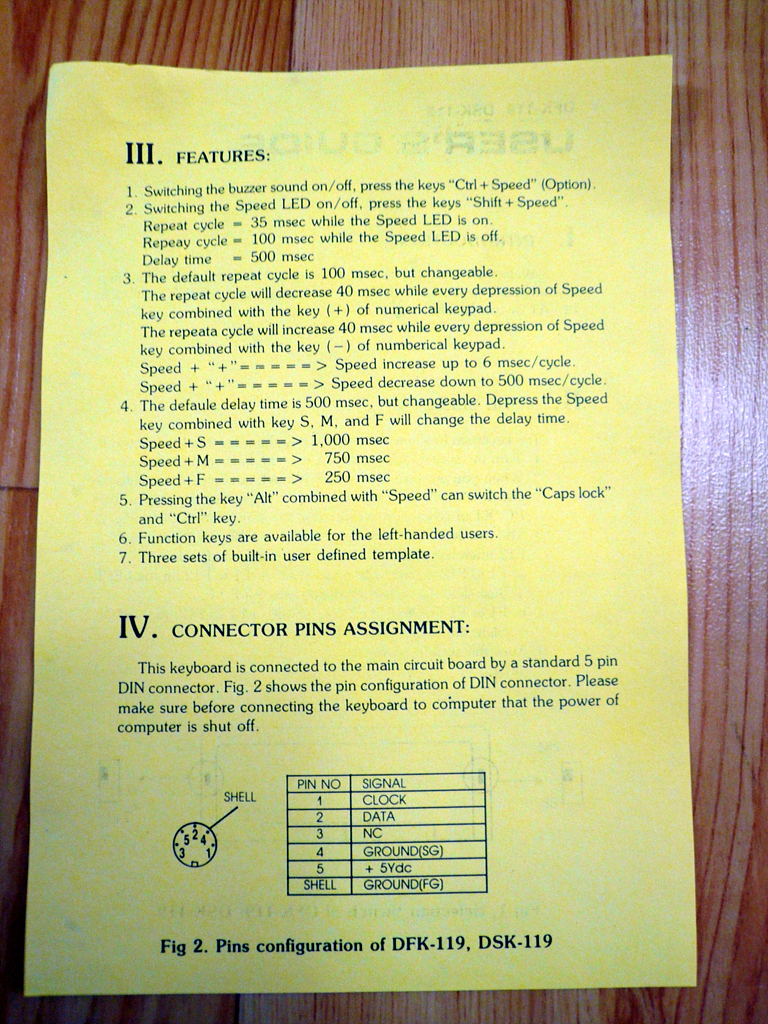 III. FEATURES:
1. Switching the buzzer sound on/off, press the keys “Ctrl + Speed” (Option).
2. Switching the Speed LED on/off, press the keys “Shift + Speed”.
Repeat cycle = 35 msec while the Speed LED is on.
Repeay cycle = 100 msec while the Speed LED is off.
Delay time = 500 msec
3. The default repeat cycle is 100 msec, but changeable.
The repeat cycle will decrease 40 msec while every depression of Speed
key combined with the key (+) of numerical keypad.
The repeata cycle will increase 40 msec while every depression of Speed
key combined with the key (−) of numberical keypad.
Speed + “+” = = = = = > Speed increase up to 6 msec/cycle.
Speed + “+” = = = = = > Speed decrease down to 500 msec/cycle.
4. The defaule delay time is 500 msec, but changeable. Depress the Speed
key combined with key S, M, and F will change the delay time.
Speed + S = = = = = > 1,000 msec
Speed + M = = = = = > 750 msec
Speed + F = = = = = > 250 msec
5. Pressing the key “Alt” combined with “Speed” can switch the “Caps lock”
and “Ctrl” key.
6. Function keys are available for the left-handed users.
7. Three sets of built-in user defined template.
IV. CONNECTOR PINS ASSIGNMENT:
This keyboard is connected to the main circuit board by a standard 5 pin
DIN connector. Fig. 2 shows the pin configuration of DIN connector. Please
make sure before connecting the keyboard to computer that the power of
computer is shut off.
SHELL
5 2 4
3 1
PIN NO SIGNAL
1 CLOCK
2 DATA
3 NC
4 GROUND(SG)
5 + 5Ydc
SHELL GROUND(FG)
Fig 2. Pins configuration of DFK-119, DSK-119